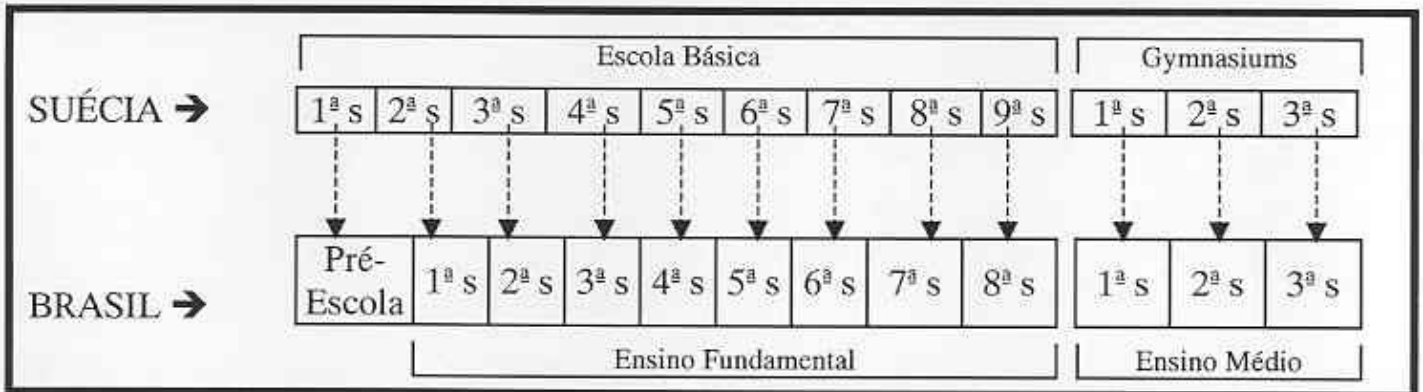 Escola Básica Gymnasiums
SUÉCIA ➔ 1ª s 2ª s 3ª s 4ª s 5ª s 6ª s 7ª s 8ª s 9ª s 1ª s 2ª s 3ª s
Pré-
Escola 1ª s 2ª s 3ª s 4ª s 5ª s 6ª s 7ª s 8ª s 1ª s 2ª s 3ª s
BRASIL ➔
Ensino Fundamental Ensino Médio